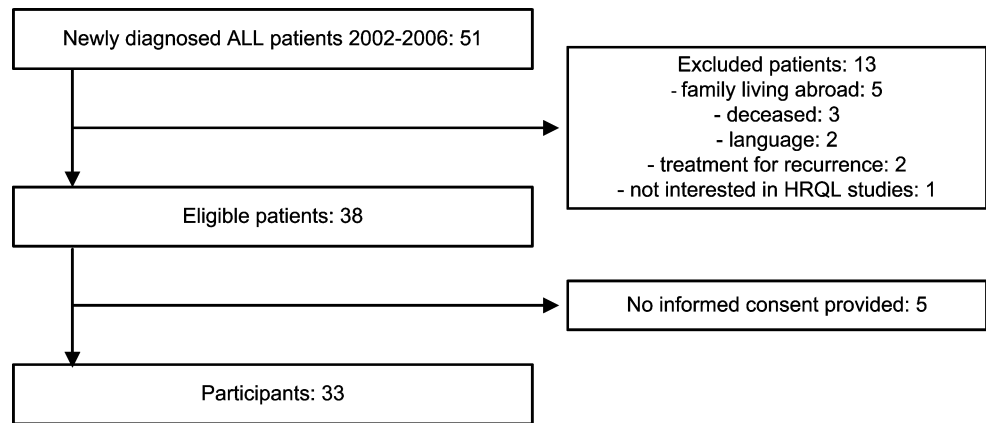 Newly diagnosed ALL patients 2002-2006: 51
Excluded patients: 13
- family living abroad: 5
- deceased: 3
- language: 2
- treatment for recurrence: 2
- not interested in HRQL studies: 1
Eligible patients: 38
No informed consent provided: 5
Participants: 33